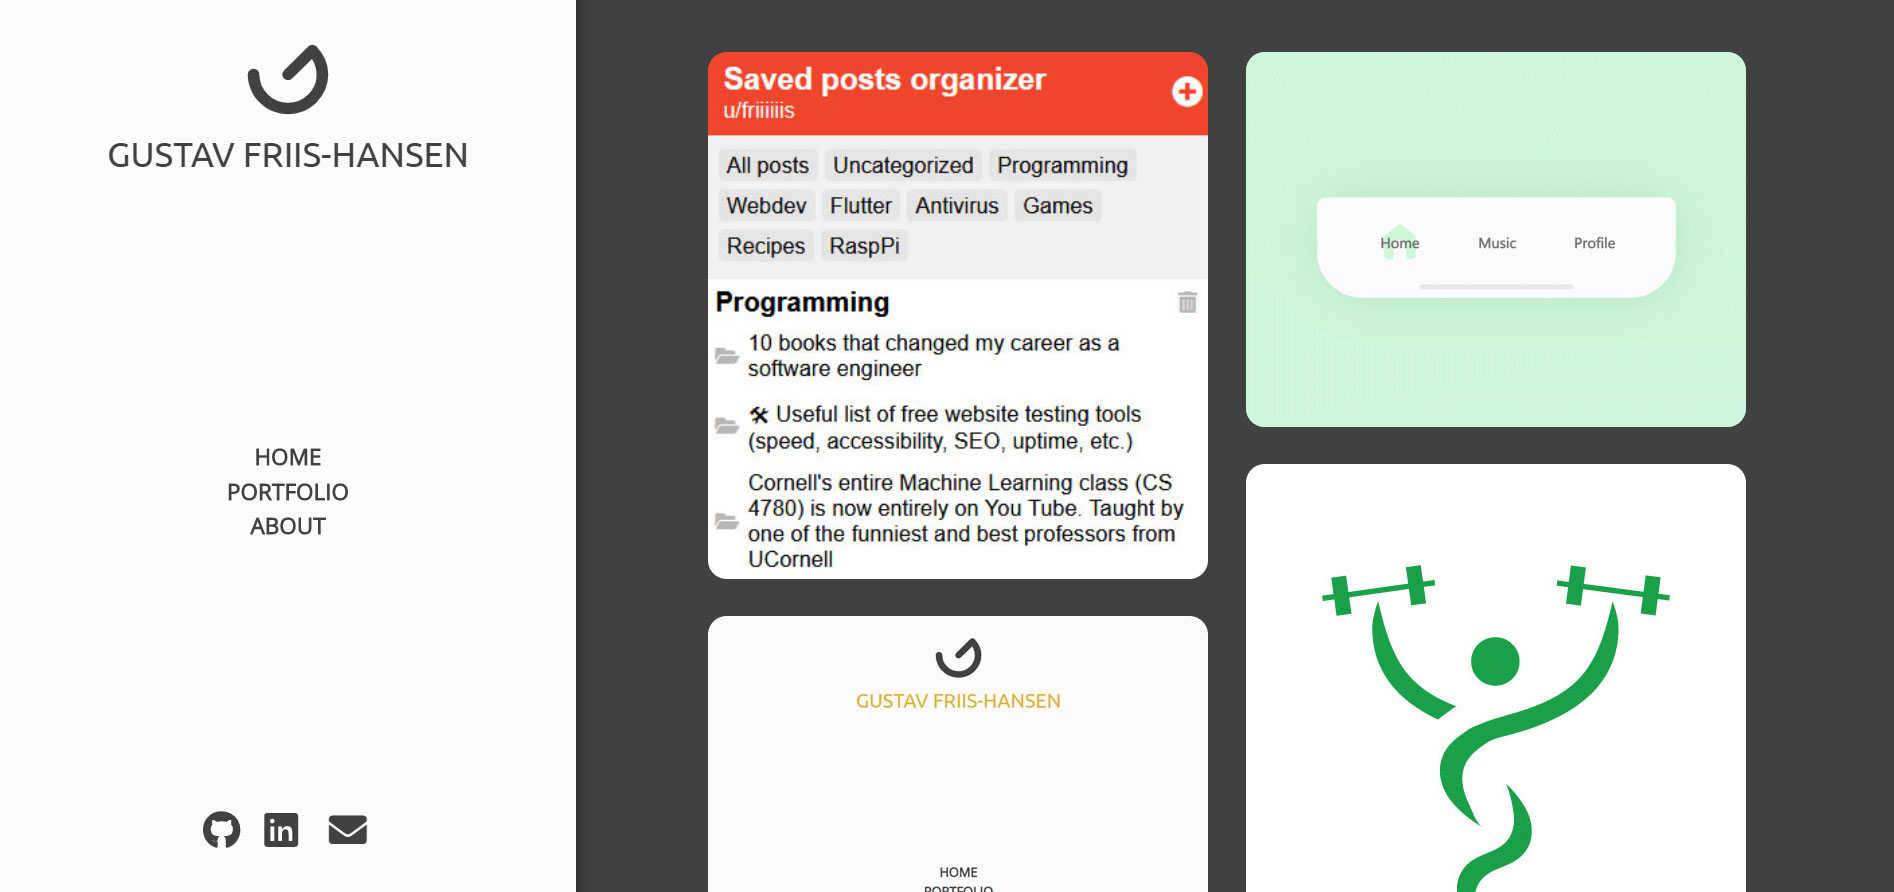 GUSTAV FRIIS-HANSEN
HOME
PORTFOLIO
ABOUT
in
Saved posts organizer
u/friiiiiis
All posts Uncategorized Programming
Webdev Flutter Antivirus Games
Recipes RaspPi
Programming
10 books that changed my career as a
software engineer
🛠 Useful list of free website testing tools
(speed, accessibility, SEO, uptime, etc.)
Cornell's entire Machine Learning class (CS
4780) is now entirely on You Tube. Taught by
one of the funniest and best professors from
UCornell
GUSTAV FRIIS-HANSEN
HOME
PORTFOLIO
Home Music Profile